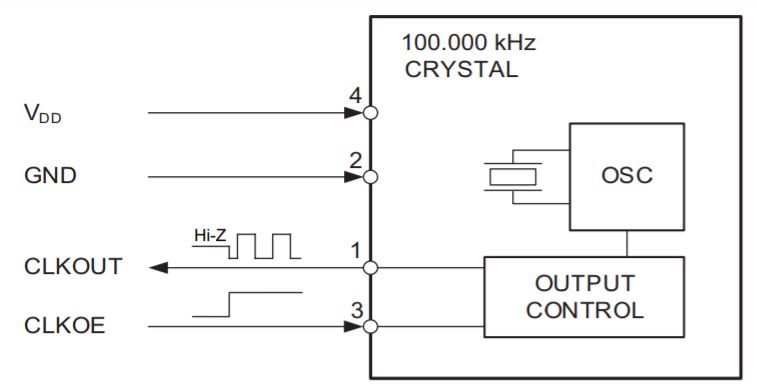 100.000 kHz
CRYSTAL
4
VDD
2
GND
OSC
Hi-Z
1
CLKOUT
OUTPUT
CONTROL
3
CLKOE